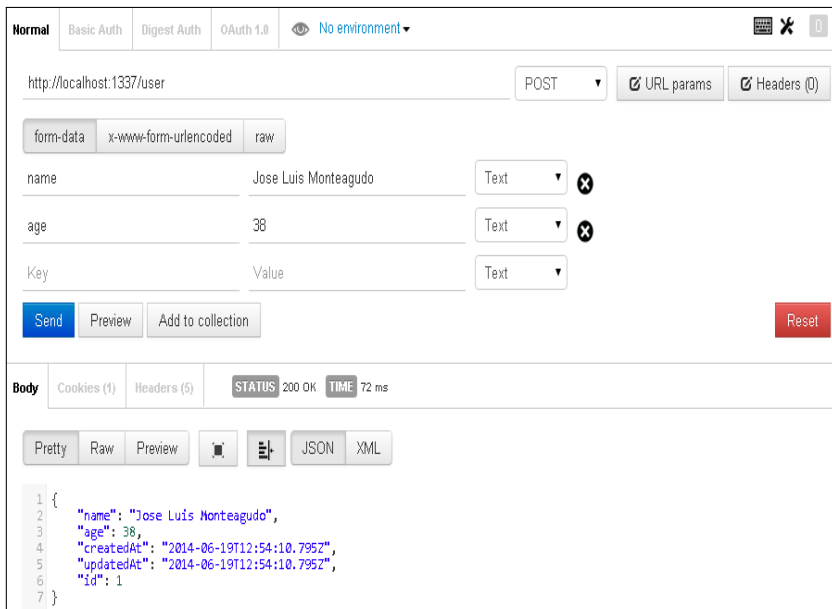 Normal Basic Auth Digest Auth OAuth 1.0 No environment 0
http://localhost:1337/user POST URL params Headers (0)
form-data x-www-form-urlencoded raw
name Jose Luis Monteagudo Text
age 38 Text
Key Value Text
Send Preview Add to collection Reset
Body Cookies (1) Headers (5) STATUS 200 OK TIME 72 ms
Pretty Raw Preview JSON XML
1 {
2 "name": "Jose Luis Monteagudo",
3 "age": 38,
4 "createdAt": "2014-06-19T12:54:10.795Z",
5 "updatedAt": "2014-06-19T12:54:10.795Z",
6 "id": 1
7 }